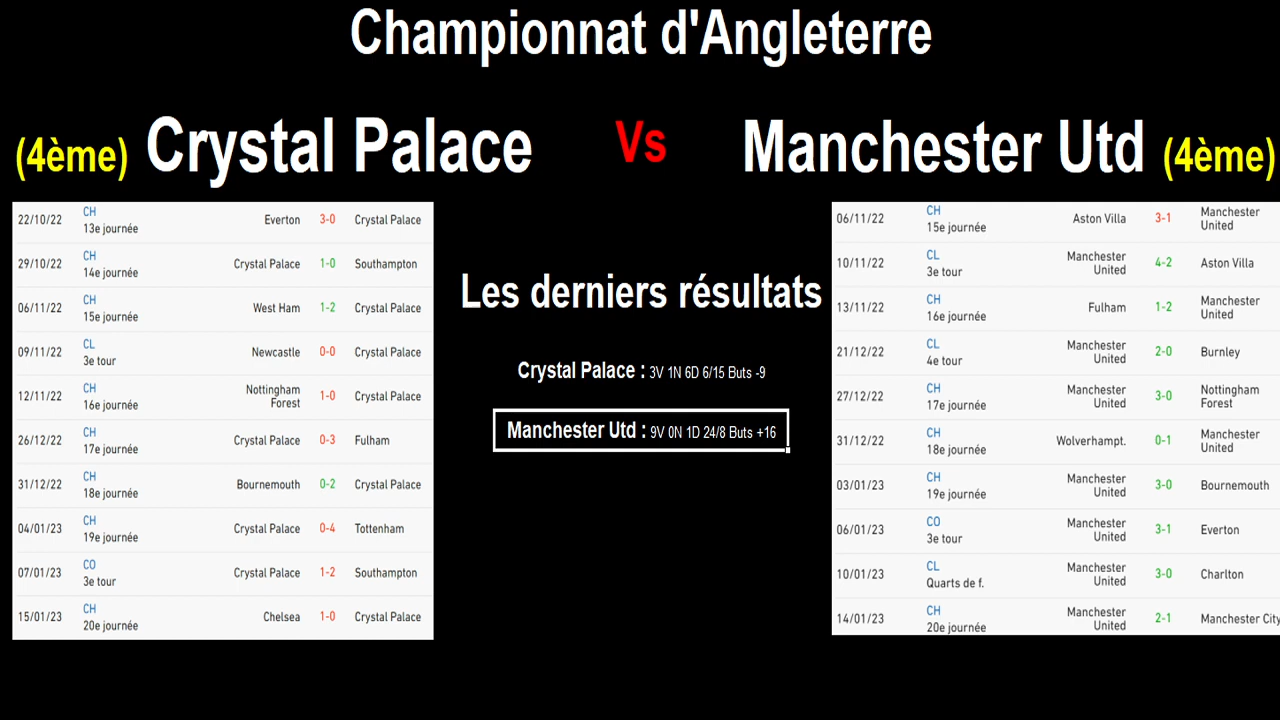 Championnat d'Angleterre
(4ème) Crystal Palace Vs Manchester Utd (4ème)
22/10/22 CH 13e journée Everton 3-0 Crystal Palace
29/10/22 CH 14e journée Crystal Palace 1-0 Southampton
06/11/22 CH 15e journée West Ham 1-2 Crystal Palace
09/11/22 CL 3e tour Newcastle 0-0 Crystal Palace
12/11/22 CH 16e journée Nottingham Forest 1-0 Crystal Palace
26/12/22 CH 17e journée Crystal Palace 0-3 Fulham
31/12/22 CH 18e journée Bournemouth 0-2 Crystal Palace
04/01/23 CH 19e journée Crystal Palace 0-4 Tottenham
07/01/23 CO 3e tour Crystal Palace 1-2 Southampton
15/01/23 CH 20e journée Chelsea 1-0 Crystal Palace
Les derniers résultats
Crystal Palace : 3V 1N 6D 6/15 Buts -9
Manchester Utd : 9V 0N 1D 24/8 Buts +16
06/11/22 CH 15e journée Aston Villa 3-1 Manchester United
10/11/22 CL 3e tour Manchester United 4-2 Aston Villa
13/11/22 CH 16e journée Fulham 1-2 Manchester United
21/12/22 CL 4e tour Manchester United 2-0 Burnley
27/12/22 CH 17e journée Manchester United 3-0 Nottingham Forest
31/12/22 CH 18e journée Wolverhampt. 0-1 Manchester United
03/01/23 CH 19e journée Manchester United 3-0 Bournemouth
06/01/23 CO 3e tour Manchester United 3-1 Everton
10/01/23 CL Quarts de f. Manchester United 3-0 Charlton
14/01/23 CH 20e journée Manchester United 2-1 Manchester City